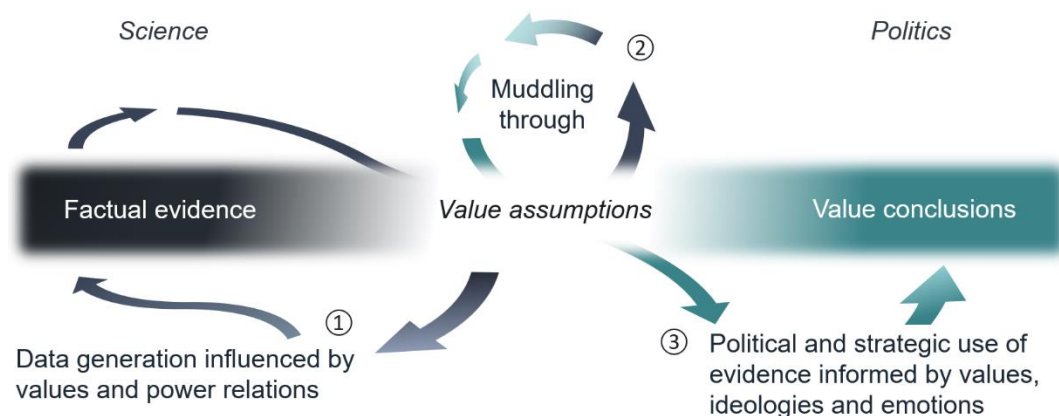 Science
Politics
②
Muddling
through
Factual evidence
Value assumptions
Value conclusions
①
Data generation influenced by
values and power relations
③
Political and strategic use of
evidence informed by values,
ideologies and emotions